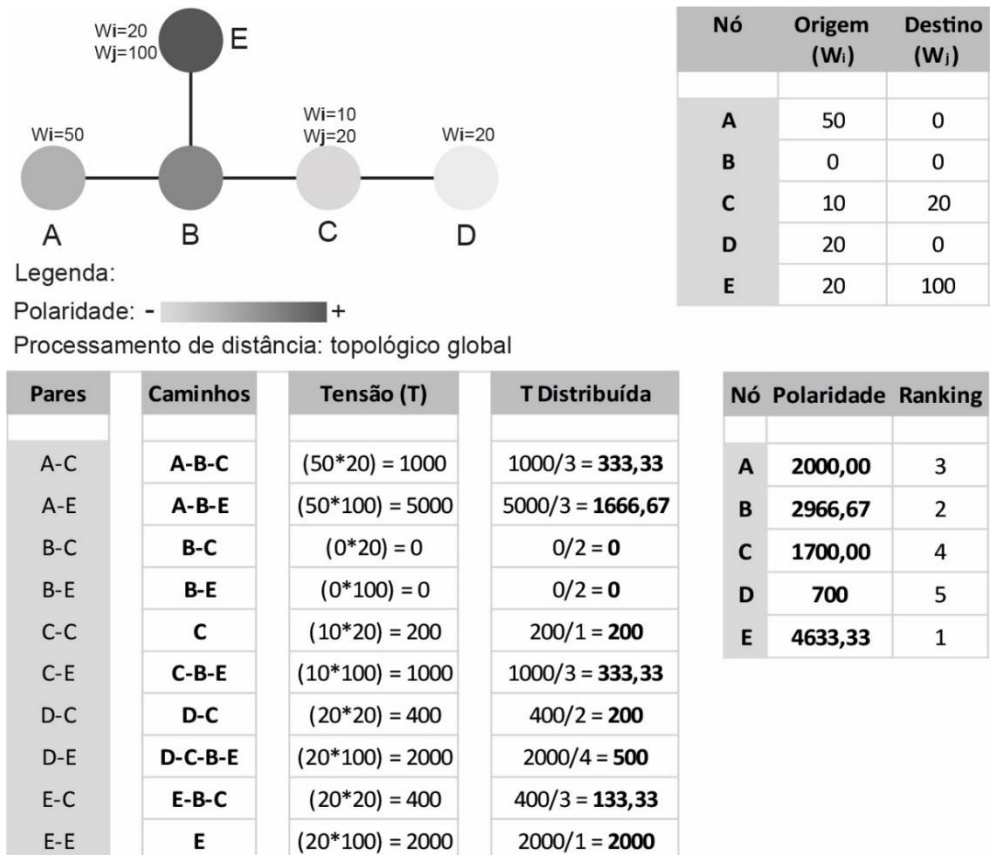 Wi=20
Wj=100
E
Wi=50
Wi=10
Wj=20
Wi=20
A B C D
Legenda:
Polaridade: - +
Processamento de distância: topológico global
Nó Origem (Wi) Destino (Wj)
A 50 0
B 0 0
C 10 20
D 20 0
E 20 100
Pares Caminhos Tensão (T) T Distribuída
A-C A-B-C (50*20) = 1000 1000/3 = 333,33
A-E A-B-E (50*100) = 5000 5000/3 = 1666,67
B-C B-C (0*20) = 0 0/2 = 0
B-E B-E (0*100) = 0 0/2 = 0
C-C C (10*20) = 200 200/1 = 200
C-E C-B-E (10*100) = 1000 1000/3 = 333,33
D-C D-C (20*20) = 400 400/2 = 200
D-E D-C-B-E (20*100) = 2000 2000/4 = 500
E-C E-B-C (20*20) = 400 400/3 = 133,33
E-E E (20*100) = 2000 2000/1 = 2000
Nó Polaridade Ranking
A 2000,00 3
B 2966,67 2
C 1700,00 4
D 700 5
E 4633,33 1